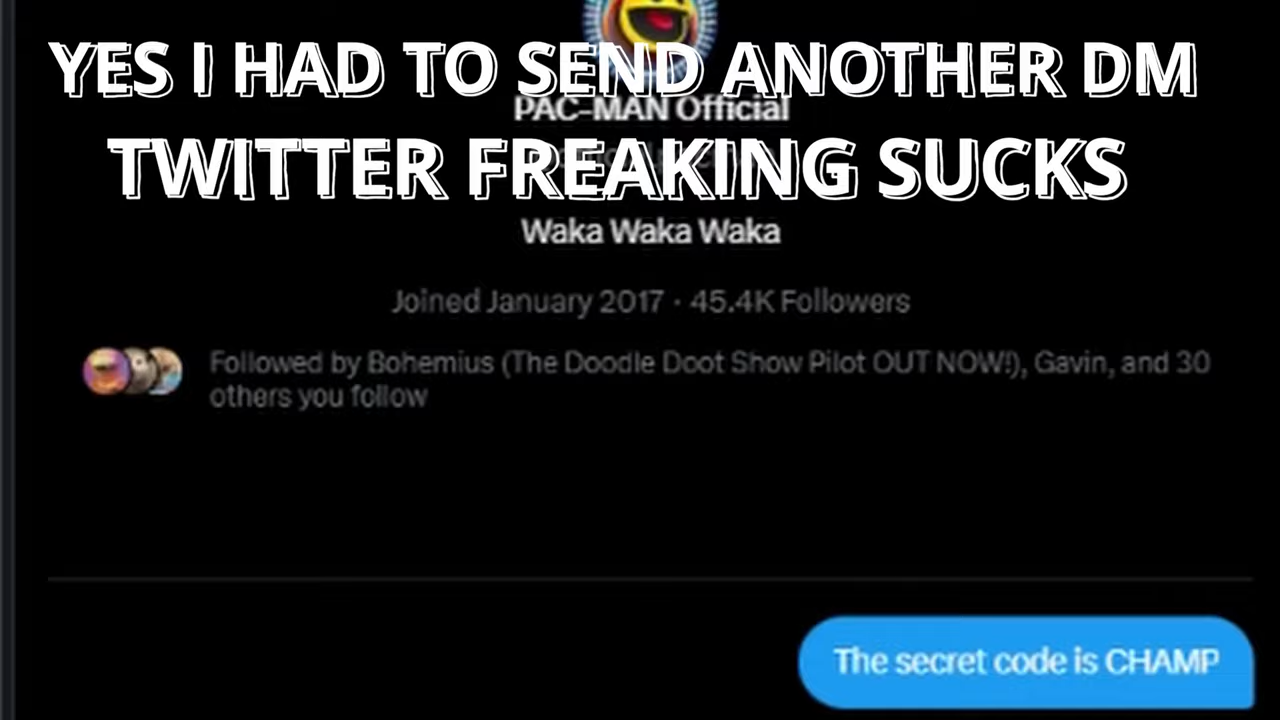 YES I HAD TO SEND ANOTHER DM
PAC-MAN Official
TWITTER FREAKING SUCKS
Waka Waka Waka
Joined January 2017 · 45.4K Followers
Followed by Bohemius (The Doodle Doot Show Pilot OUT NOW!), Gavin, and 30
others you follow
The secret code is CHAMP